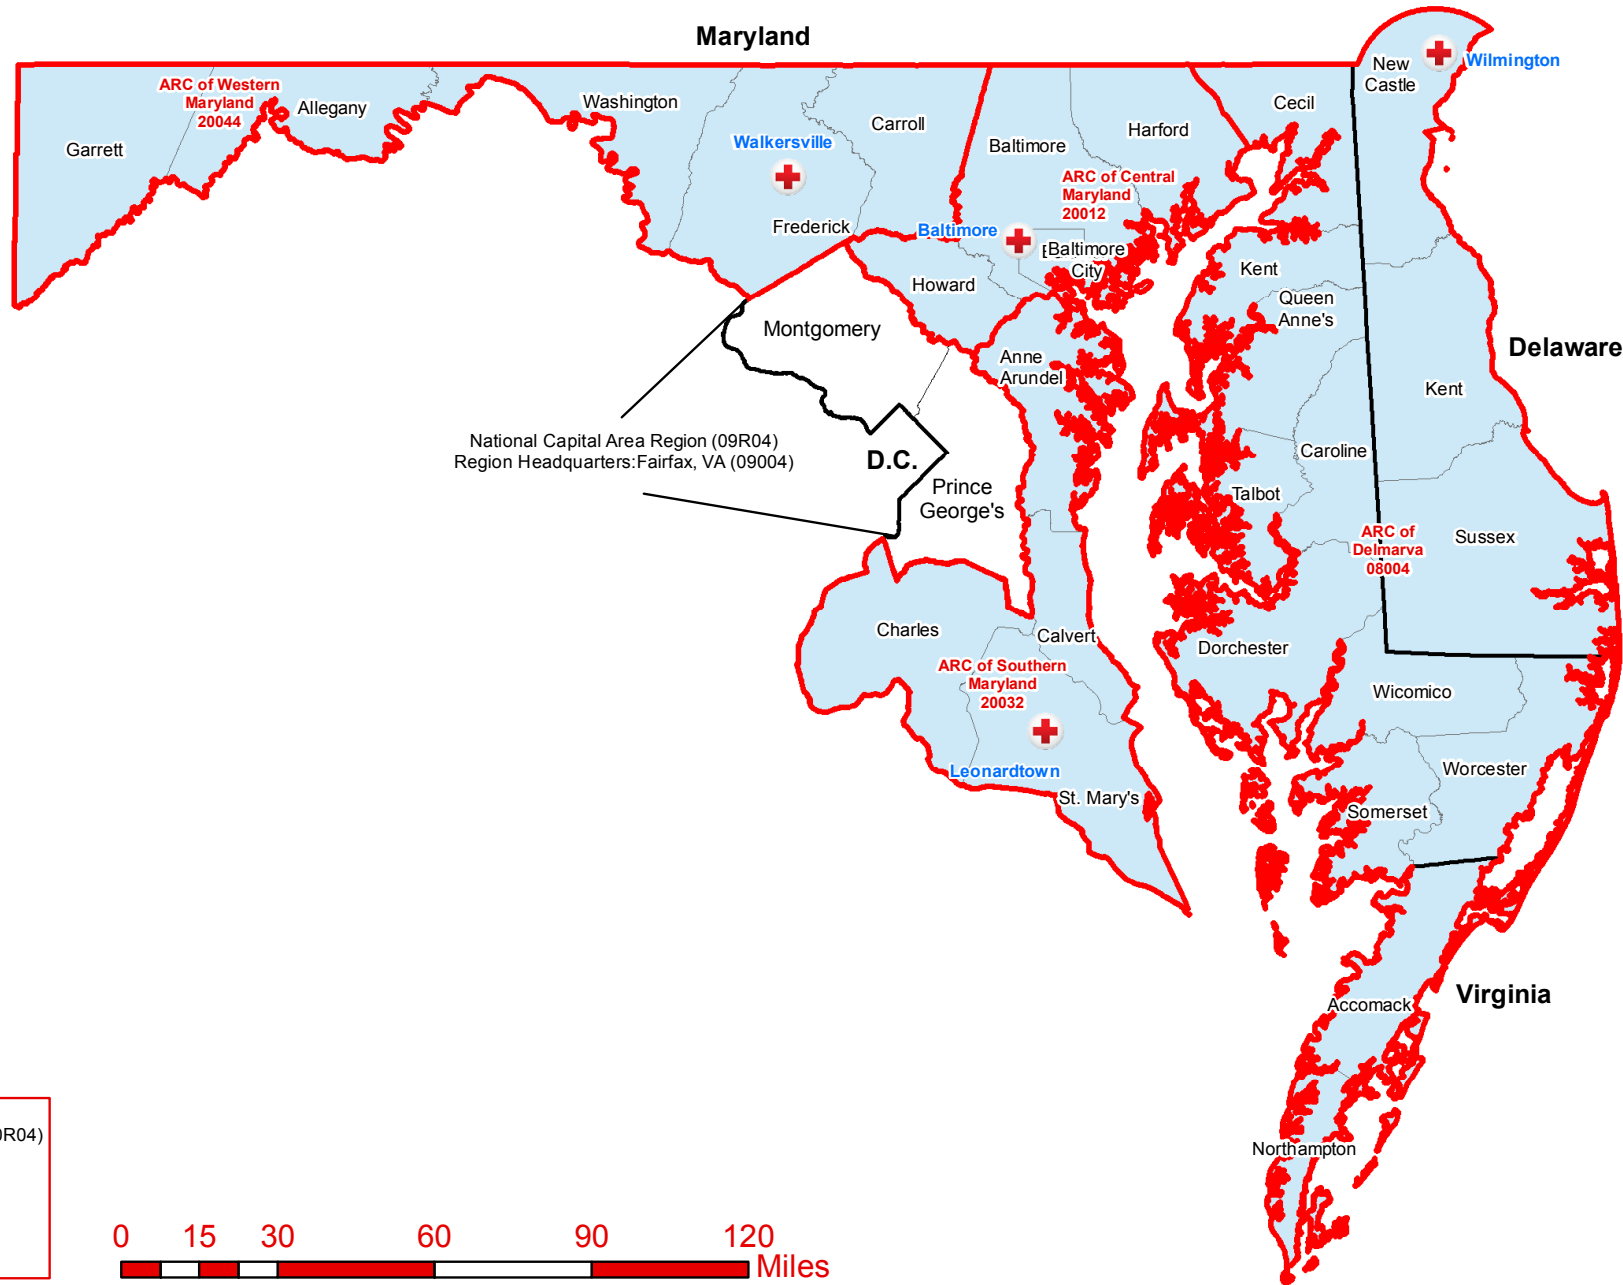 Maryland
New
Castle
Wilmington
ARC of Western
Maryland
20044
Allegany
Garrett
Washington
Carroll
Walkersville
Frederick
Baltimore
Harford
Cecil
ARC of Central
Maryland
20012
Baltimore
Baltimore
City
Howard
Kent
Queen
Anne's
Montgomery
Anne
Arundel
Delaware
Kent
National Capital Area Region (09R04)
Region Headquarters:Fairfax, VA (09004)
D.C.
Prince
George's
Caroline
Talbot
ARC of
Delmarva
08004
Sussex
Charles
Calvert
Dorchester
ARC of Southern
Maryland
20032
Wicomico
Leonardtown
St. Mary's
Worcester
Somerset
Accomack
Virginia
Northampton
R04)
0 15 30 60 90 120
Miles